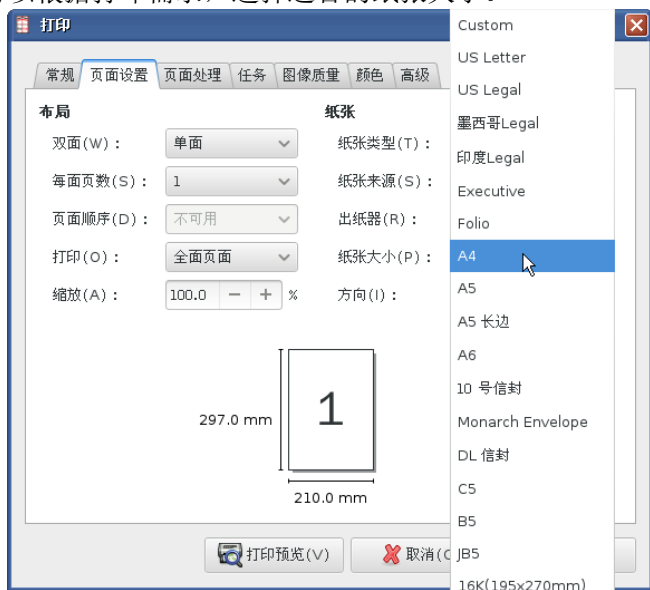 打印
常规 页面设置 页面处理 任务 图像质量 颜色 高级
布局
双面(W)： 单面
每面页数(S)： 1
页面顺序(D)： 不可用
打印(O)： 全面页面
缩放(A)： 100.0 − + %
纸张
纸张类型(T)：
纸张来源(S)：
出纸器(R)：
纸张大小(P)：
方向(I)：
Custom
US Letter
US Legal
墨西哥Legal
印度Legal
Executive
Folio
A4
A5
A5 长边
A6
10 号信封
Monarch Envelope
DL 信封
C5
B5
JB5
16K(195x270mm)
297.0 mm
1
210.0 mm
打印预览(V)
取消(C